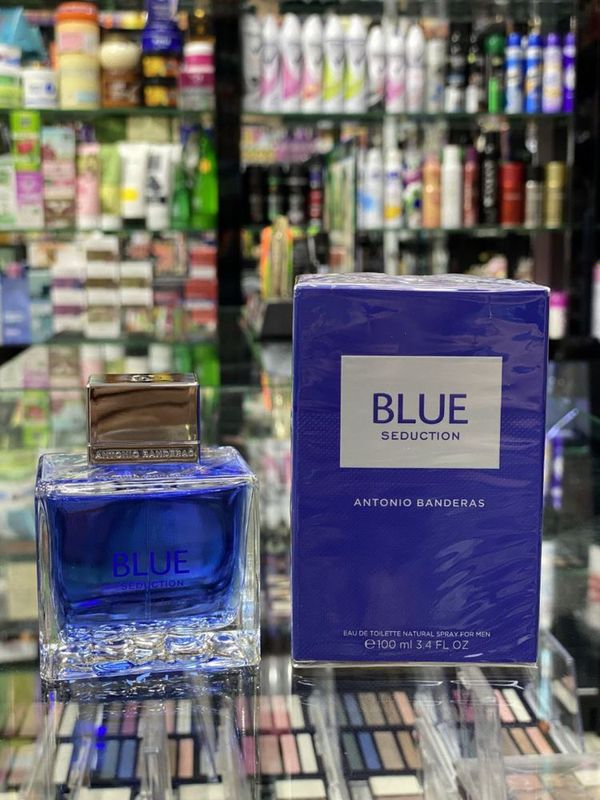 ANTONIO BANDERAS
BLUE
SEDUCTION
BLUE
SEDUCTION
ANTONIO BANDERAS
EAU DE TOILETTE NATURAL SPRAY FOR MEN
℮100 ml 3.4 FL OZ